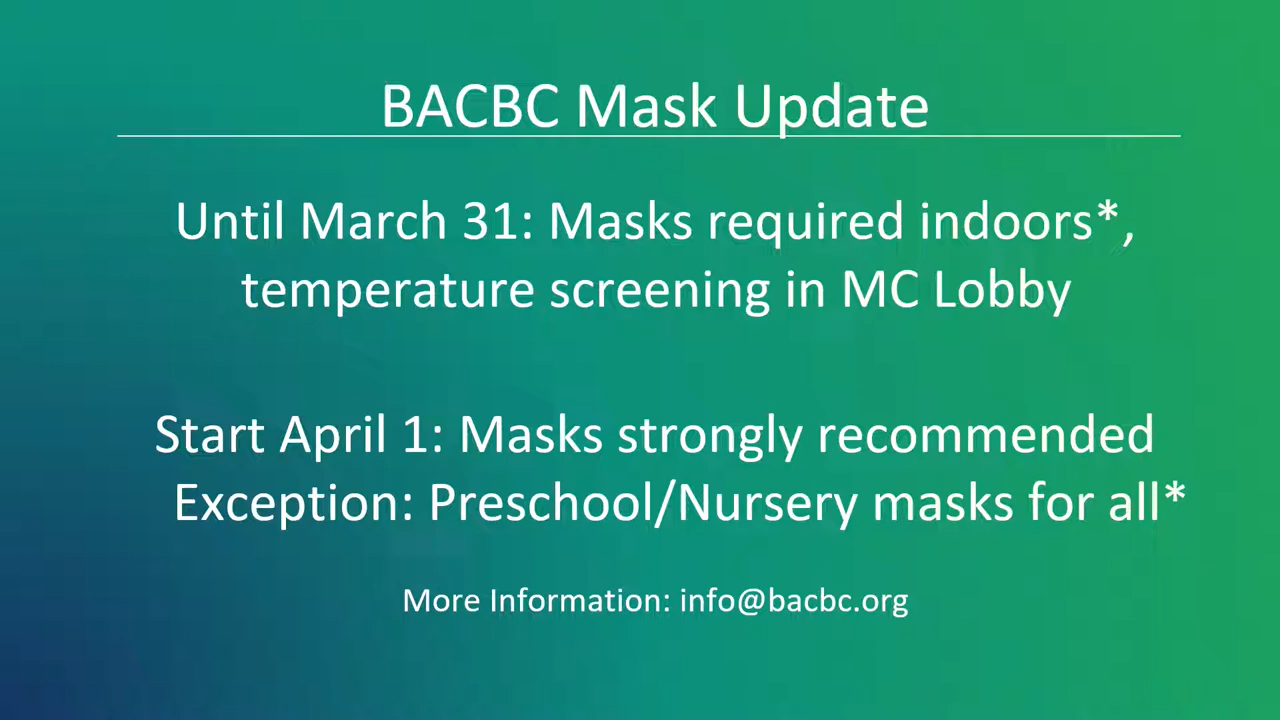 BACBC Mask Update
Until March 31: Masks required indoors*,
temperature screening in MC Lobby
Start April 1: Masks strongly recommended
Exception: Preschool/Nursery masks for all*
More Information: info@bacbc.org